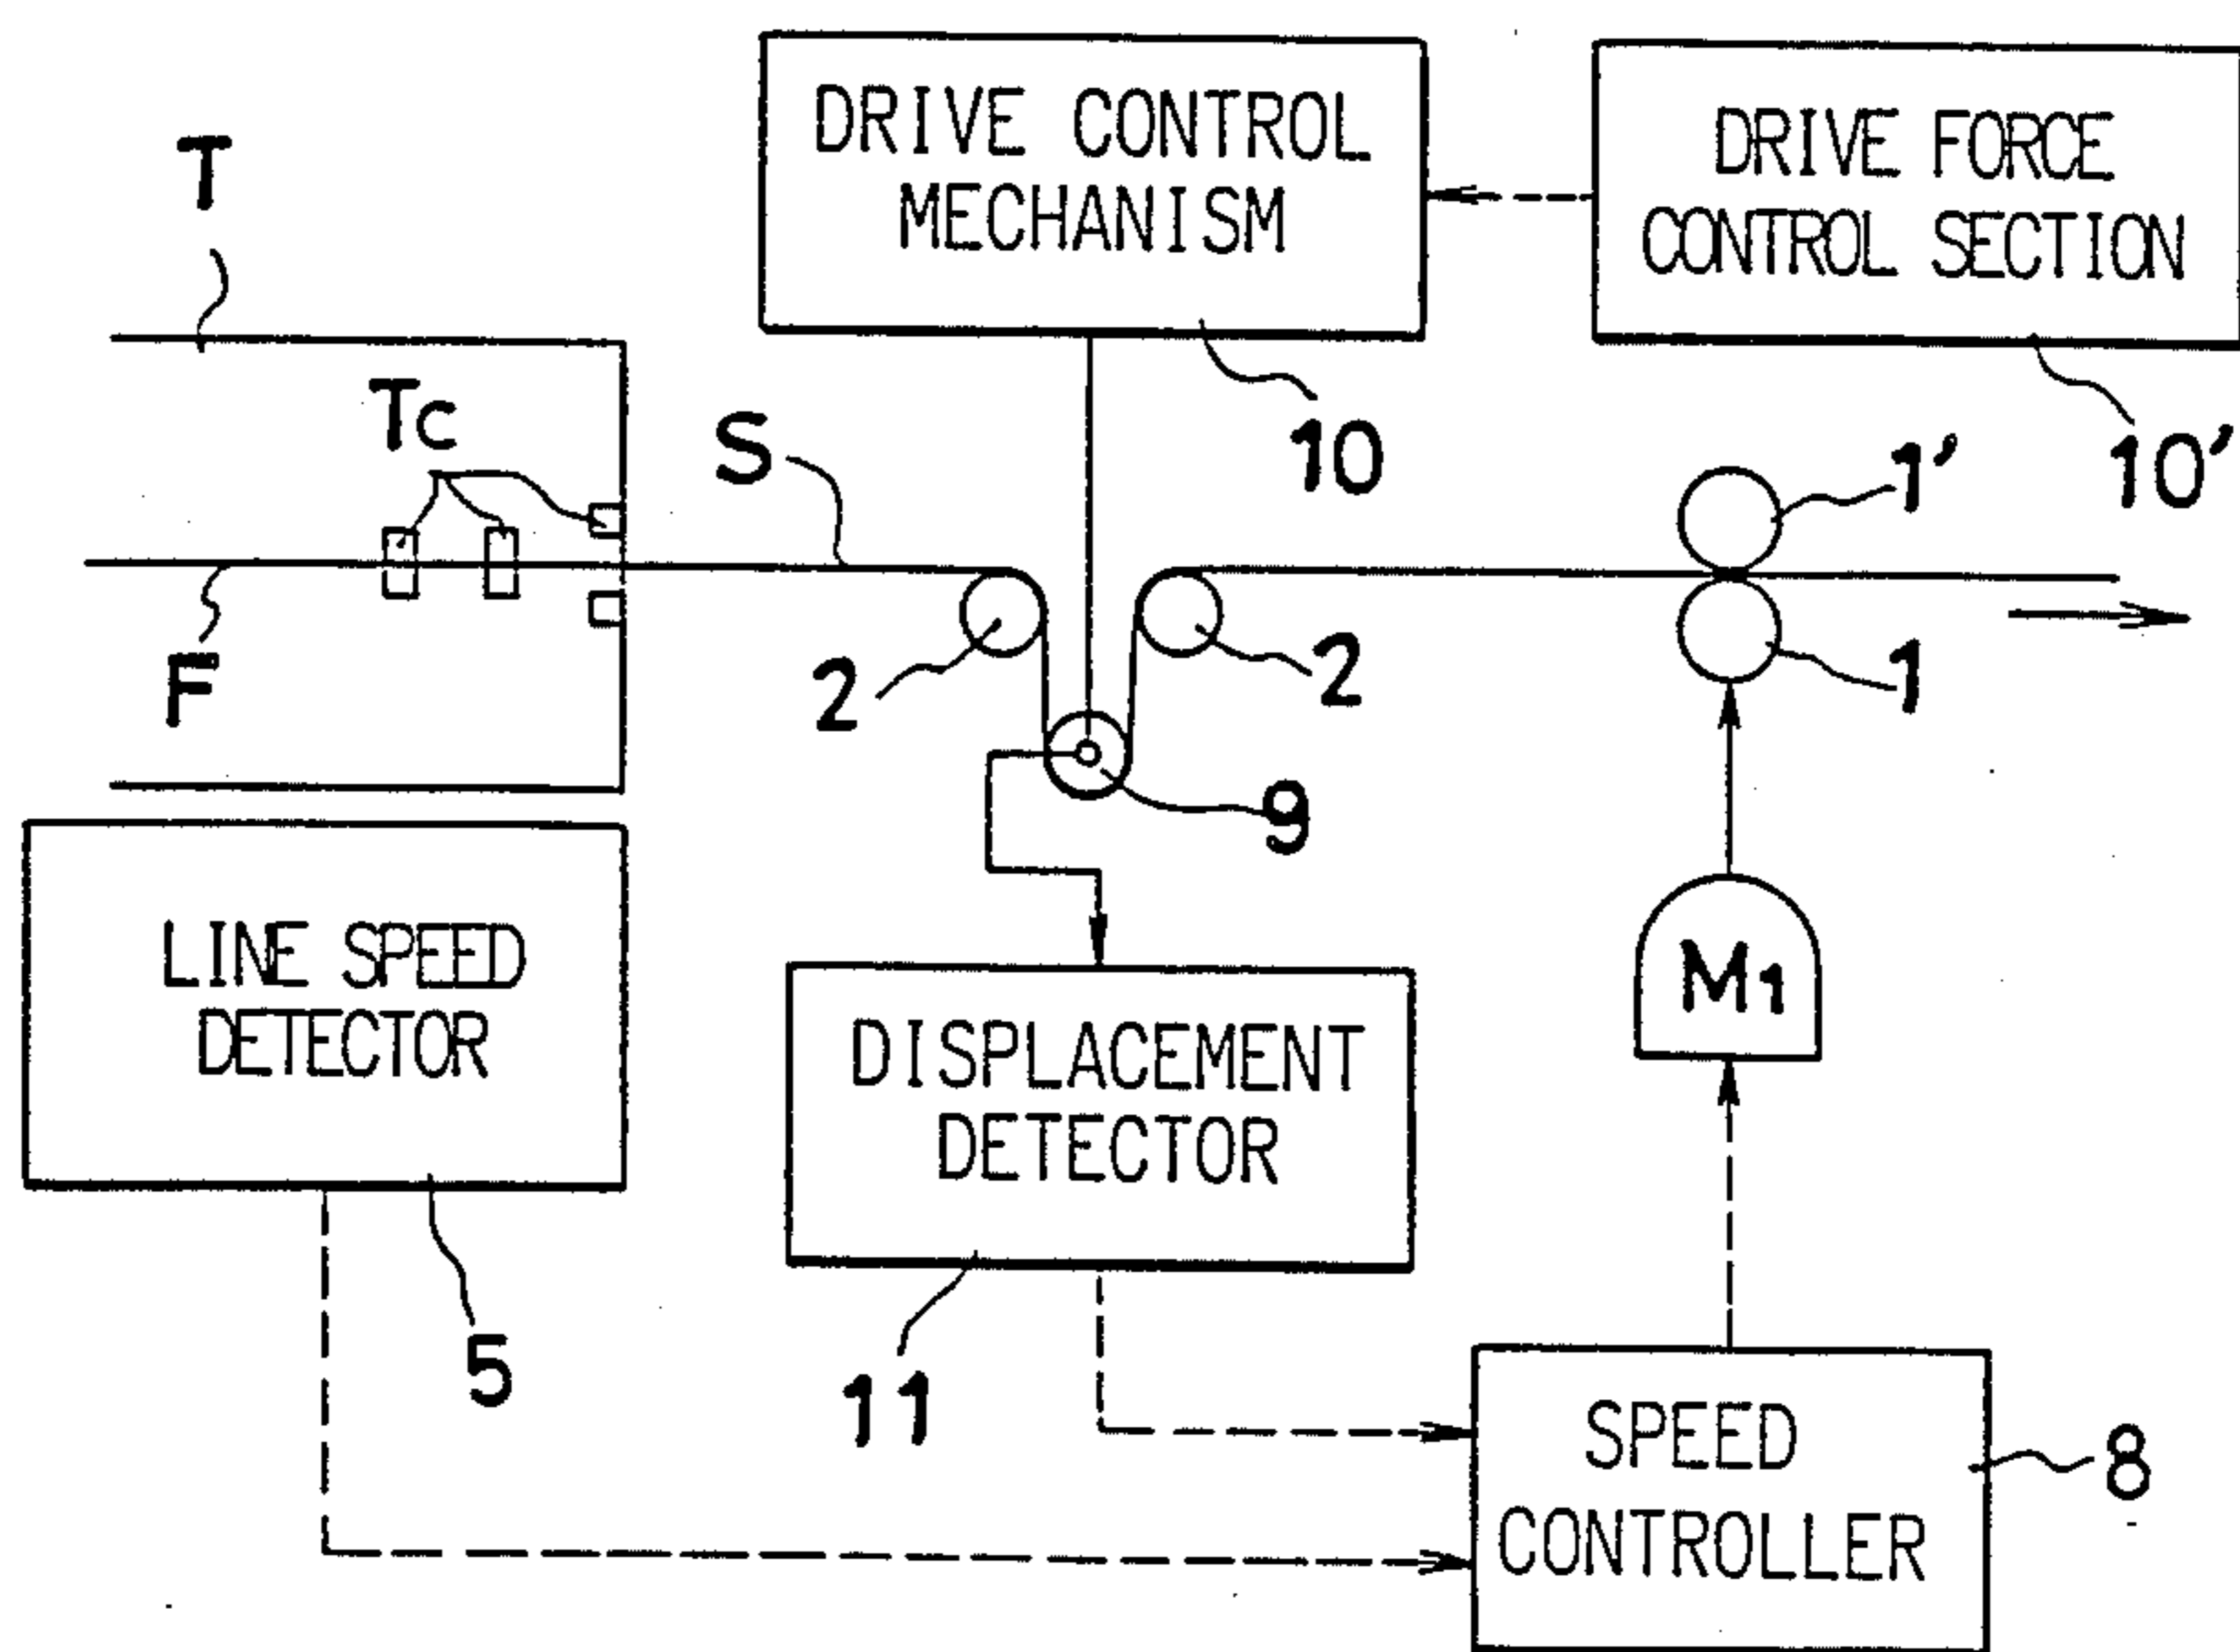 DRIVE CONTROL
MECHANISM
DRIVE FORCE
CONTROL SECTION
T
Tc
S
10
1'
10'
F
2
2
1
9
LINE SPEED
DETECTOR
M1
DISPLACEMENT
DETECTOR
5
11
SPEED
CONTROLLER
8